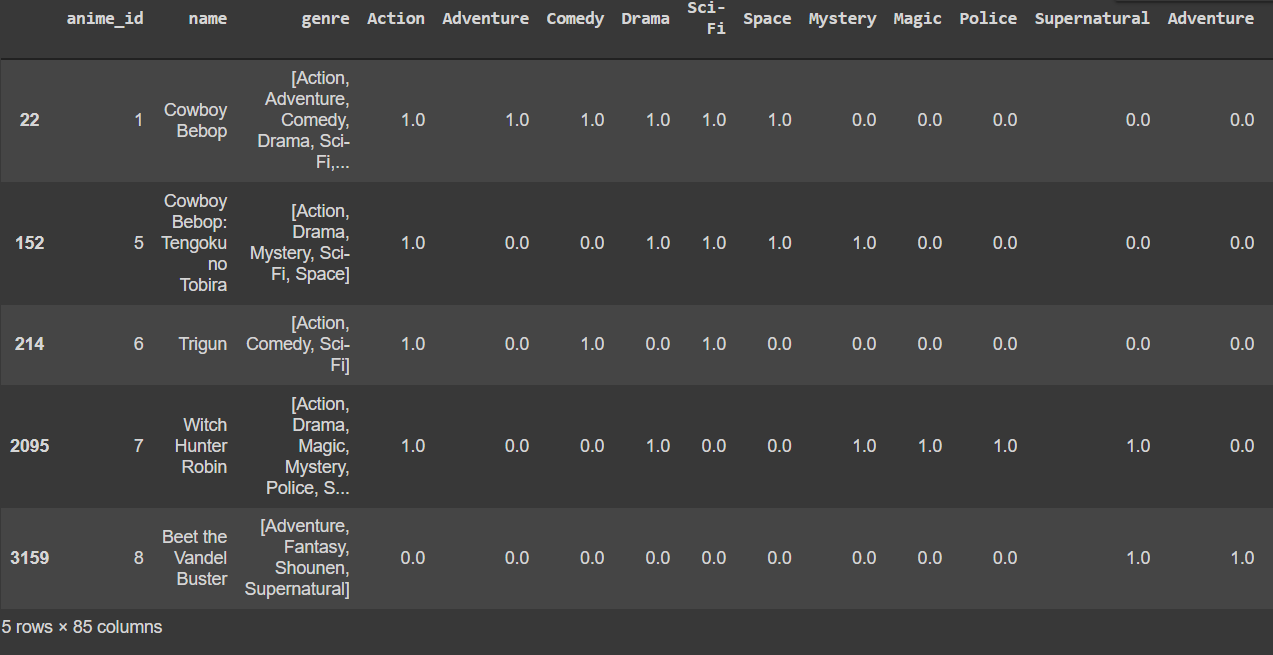 anime_id name genre Action Adventure Comedy Drama Sci-Fi Space Mystery Magic Police Supernatural Adventure
22 1 Cowboy Bebop [Action, Adventure, Comedy, Drama, Sci-Fi,... 1.0 1.0 1.0 1.0 1.0 1.0 0.0 0.0 0.0 0.0 0.0
152 5 Cowboy Bebop: Tengoku no Tobira [Action, Drama, Mystery, Sci-Fi, Space] 1.0 0.0 0.0 1.0 1.0 1.0 1.0 0.0 0.0 0.0 0.0
214 6 Trigun [Action, Comedy, Sci-Fi] 1.0 0.0 1.0 0.0 1.0 0.0 0.0 0.0 0.0 0.0 0.0
2095 7 Witch Hunter Robin [Action, Drama, Magic, Mystery, Police, S... 1.0 0.0 0.0 1.0 0.0 0.0 1.0 1.0 1.0 1.0 0.0
3159 8 Beet the Vandel Buster [Adventure, Fantasy, Shounen, Supernatural] 0.0 0.0 0.0 0.0 0.0 0.0 0.0 0.0 0.0 1.0 1.0
5 rows × 85 columns